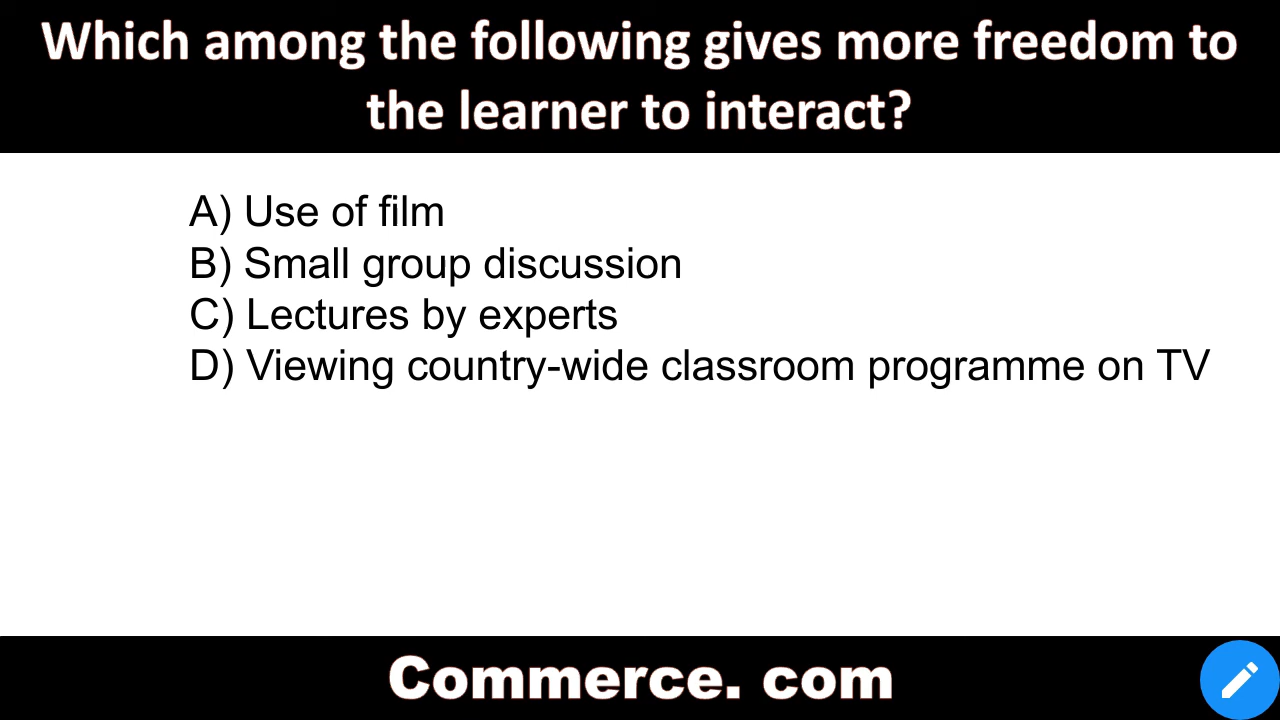 Which among the following gives more freedom to
the learner to interact?
A) Use of film
B) Small group discussion
C) Lectures by experts
D) Viewing country-wide classroom programme on TV
Commerce. com